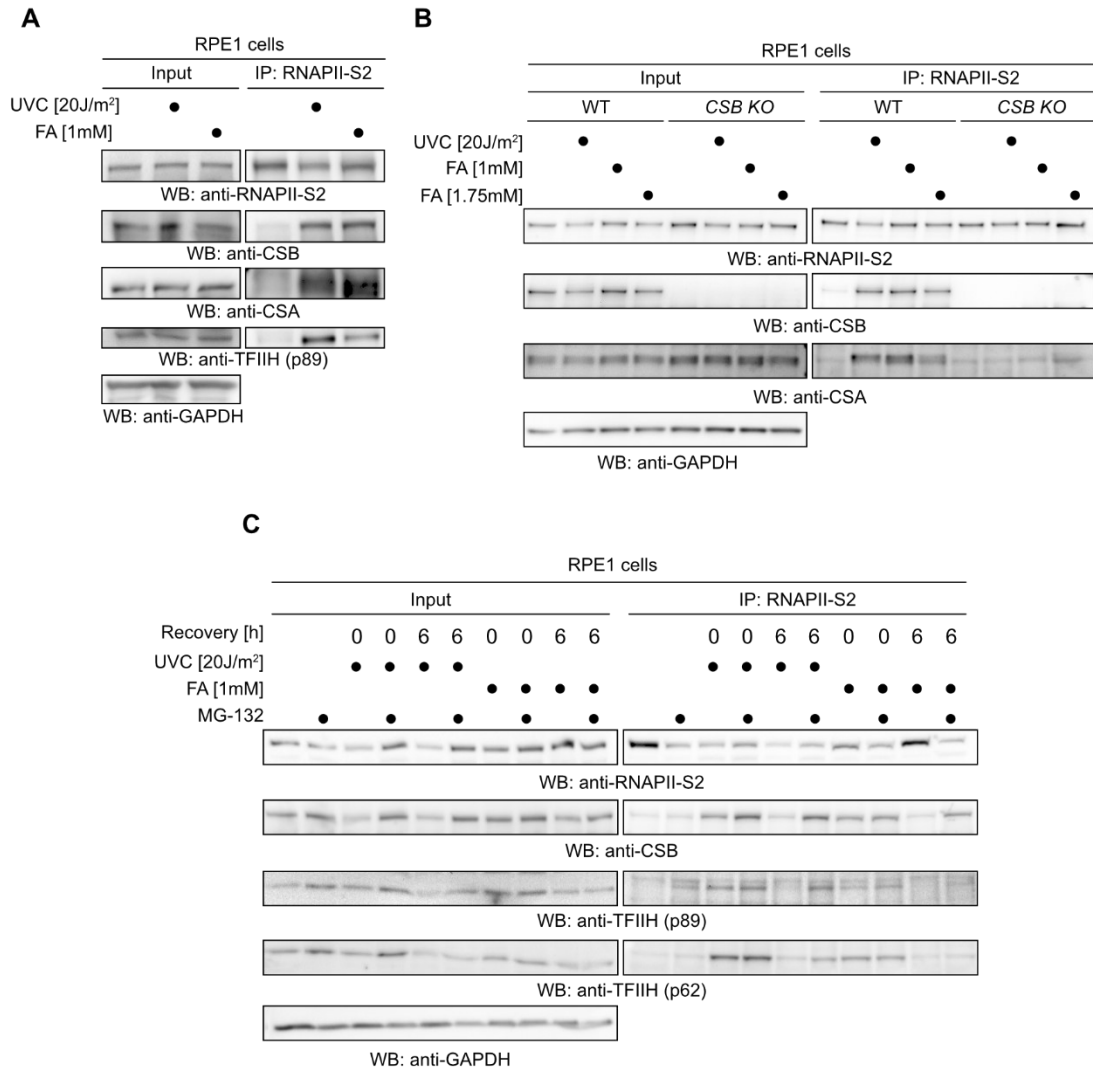 A
RPE1 cells
Input IP: RNAPII-S2
UVC [20J/m²]
FA [1mM]
WB: anti-RNAPII-S2
WB: anti-CSB
WB: anti-CSA
WB: anti-TFIIH (p89)
WB: anti-GAPDH
B
RPE1 cells
Input IP: RNAPII-S2
WT CSB KO WT CSB KO
UVC [20J/m²]
FA [1mM]
FA [1.75mM]
WB: anti-RNAPII-S2
WB: anti-CSB
WB: anti-CSA
WB: anti-GAPDH
C
RPE1 cells
Input IP: RNAPII-S2
Recovery [h] 0 0 6 6 0 0 6 6 0 0 6 6 0 0 6 6
UVC [20J/m²]
FA [1mM]
MG-132
WB: anti-RNAPII-S2
WB: anti-CSB
WB: anti-TFIIH (p89)
WB: anti-TFIIH (p62)
WB: anti-GAPDH